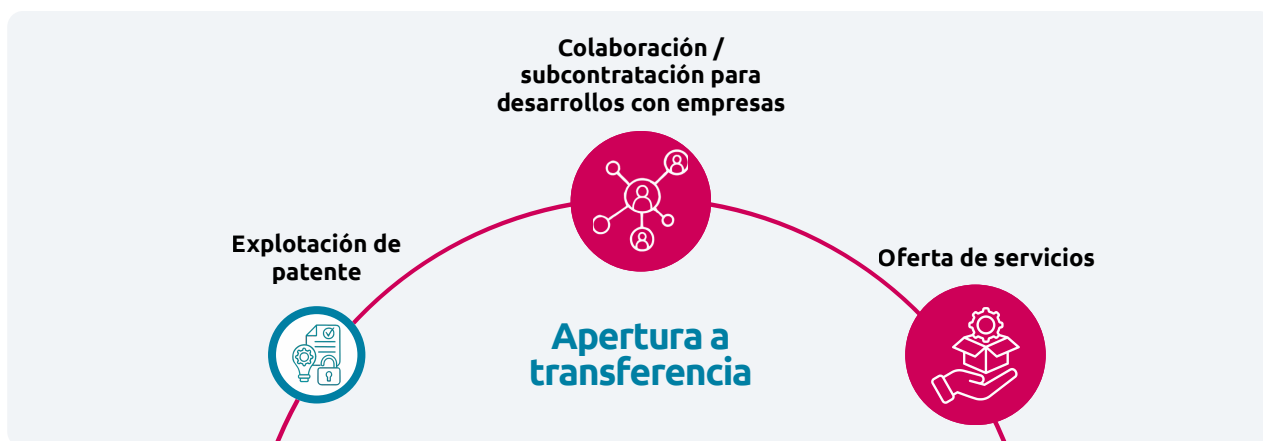 Colaboración /
subcontratación para
desarrollos con empresas
Explotación de
patente
Oferta de servicios
Apertura a
transferencia